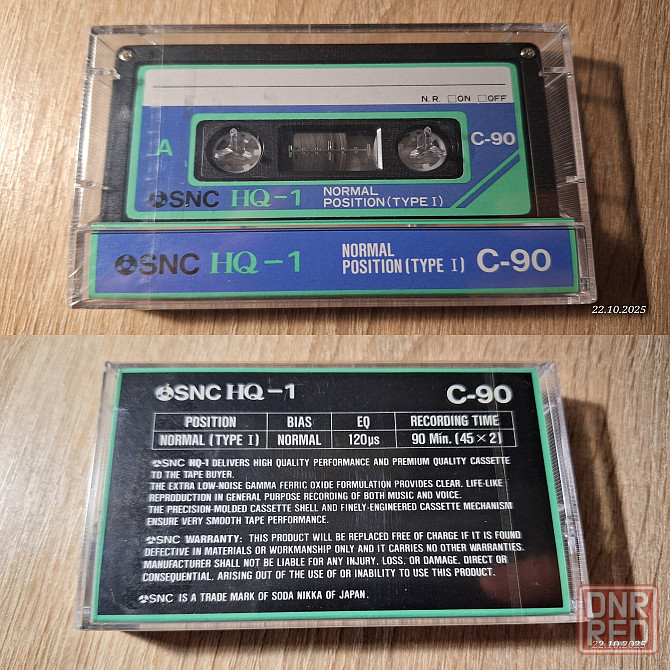 N.R. □ON □OFF
A
C-90
SNC HQ-1 NORMAL
POSITION(TYPE I)
SNC HQ-1 NORMAL
POSITION(TYPE I) C-90
22.10.2025
SNC HQ-1 C-90
POSITION BIAS EQ RECORDING TIME
NORMAL (TYPE I) NORMAL 120μs 90 Min. (45×2)
SNC HQ-1 DELIVERS HIGH QUALITY PERFORMANCE AND PREMIUM QUALITY CASSETTE
TO THE TAPE BUYER.
THE EXTRA LOW-NOISE GAMMA FERRIC OXIDE FORMULATION PROVIDES CLEAR. LIFE-LIKE
REPRODUCTION IN GENERAL PURPOSE RECORDING OF BOTH MUSIC AND VOICE.
THE PRECISION-MOLDED CASSETTE SHELL AND FINELY-ENGINEERED CASSETTE MECHANISM
ENSURE VERY SMOOTH TAPE PERFORMANCE.
SNC WARRANTY: THIS PRODUCT WILL BE REPLACED FREE OF CHARGE IF IT IS FOUND
DEFECTIVE IN MATERIALS OR WORKMANSHIP ONLY AND IT CARRIES NO OTHER WARRANTIES.
MANUFACTURER SHALL NOT BE LIABLE FOR ANY INJURY, LOSS, OR DAMAGE, DIRECT OR
CONSEQUENTIAL, ARISING OUT OF THE USE OF OR INABILITY TO USE THIS PRODUCT.
SNC IS A TRADE MARK OF SODA NIKKA OF JAPAN.
DNR
RED
22.10.2025